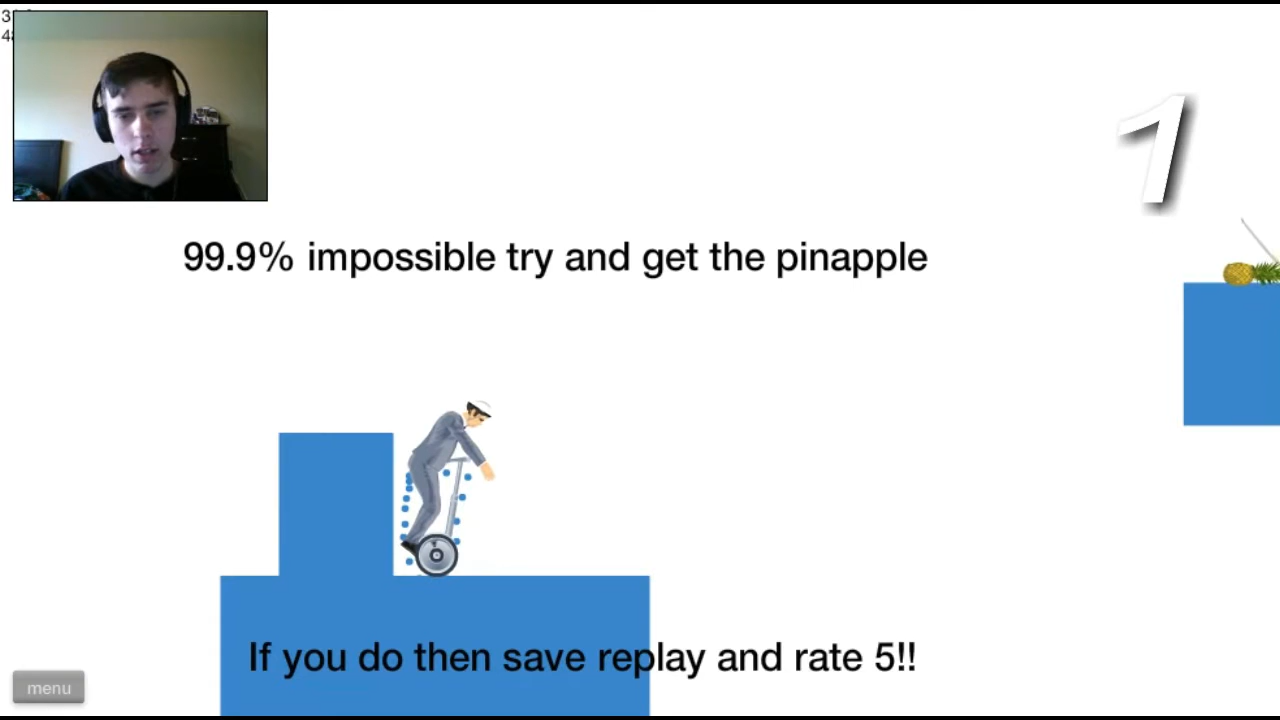 1
99.9% impossible try and get the pinapple
If you do then save replay and rate 5!!
menu